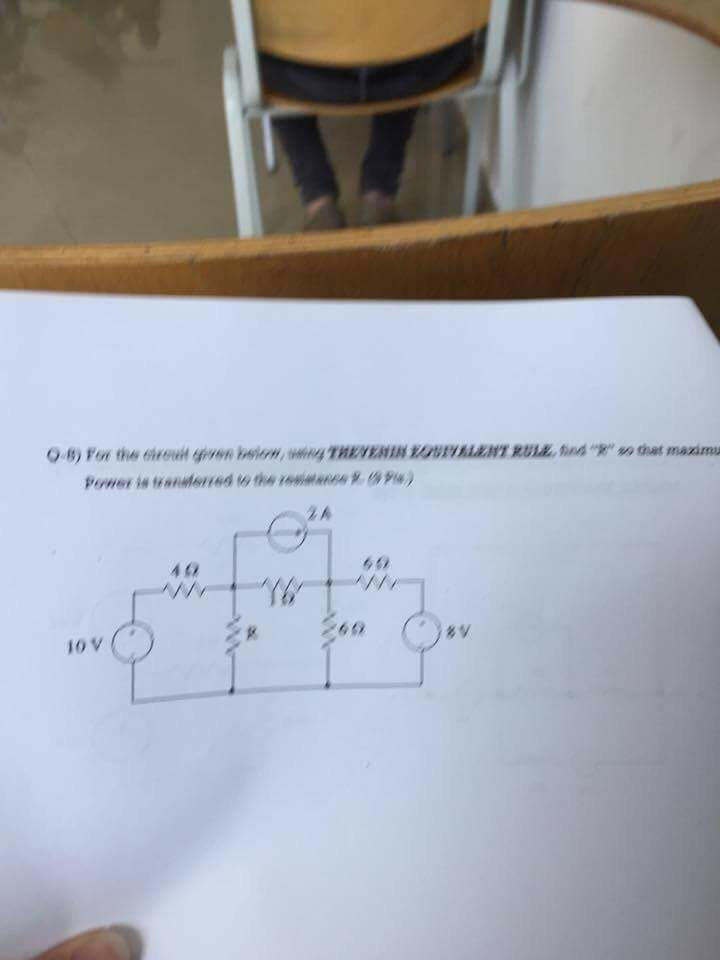 Q-8) For the circuit given below, using THEVENIN EQUIVALENT RULE, find "R" so that maximu
Power is transferred to the resistance R. (5 Pts.)
2 A
4 Ω
6 Ω
1 Ω
R
6 Ω
10 V
8 V